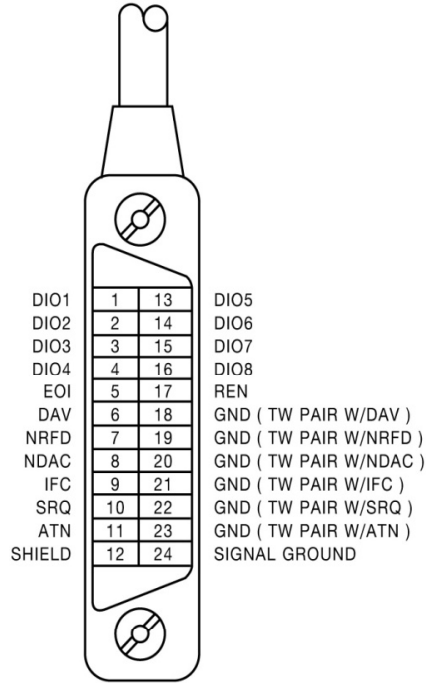 DIO1 1 13 DIO5
DIO2 2 14 DIO6
DIO3 3 15 DIO7
DIO4 4 16 DIO8
EOI 5 17 REN
DAV 6 18 GND ( TW PAIR W/DAV )
NRFD 7 19 GND ( TW PAIR W/NRFD )
NDAC 8 20 GND ( TW PAIR W/NDAC )
IFC 9 21 GND ( TW PAIR W/IFC )
SRQ 10 22 GND ( TW PAIR W/SRQ )
ATN 11 23 GND ( TW PAIR W/ATN )
SHIELD 12 24 SIGNAL GROUND